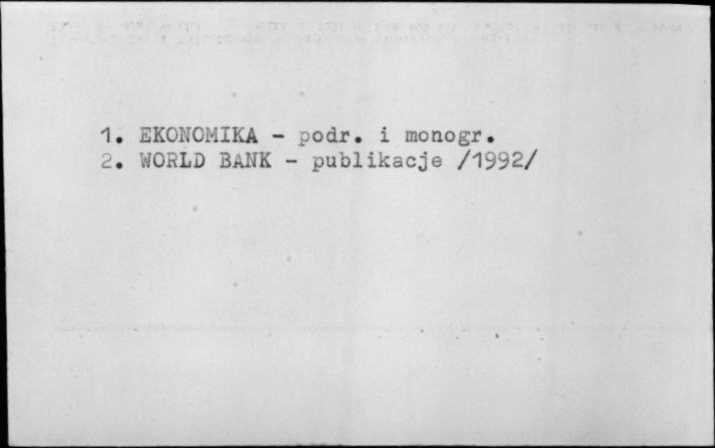 1. EKONOMIKA - podr. i monogr.
2. WORLD BANK - publikacje /1992/